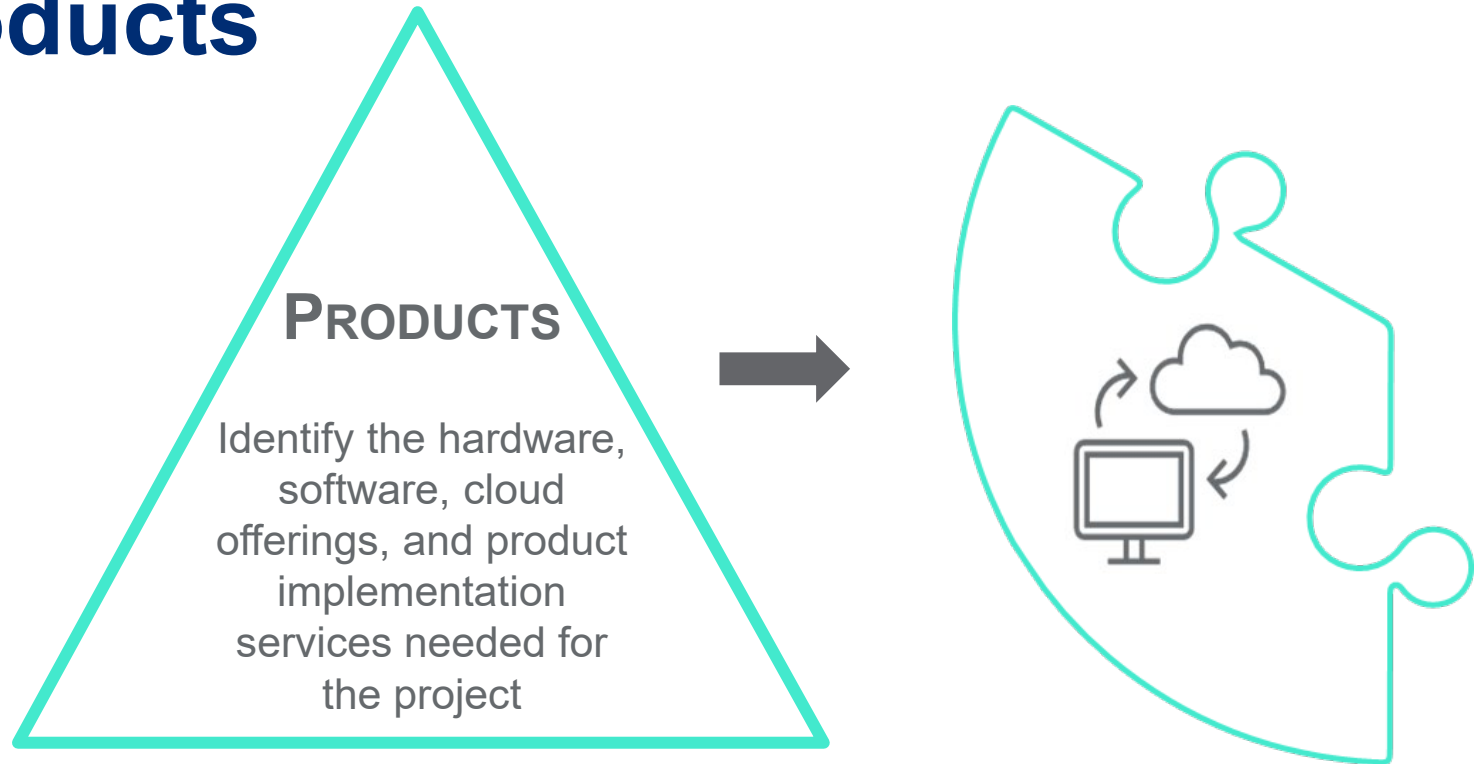 oducts
PRODUCTS
Identify the hardware,
software, cloud
offerings, and product
implementation
services needed for
the project